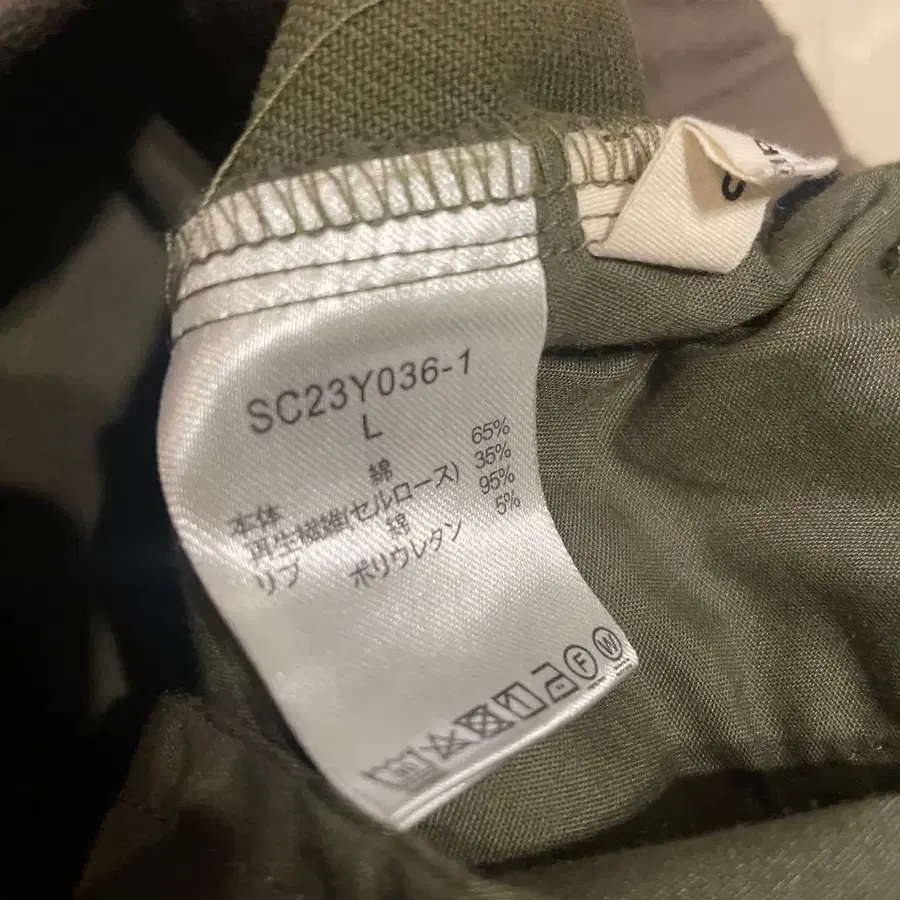 SC23Y036-1
L
本体 綿 65%
再生繊維(セルロース) 35%
リブ 綿 95%
ポリウレタン 5%
F W